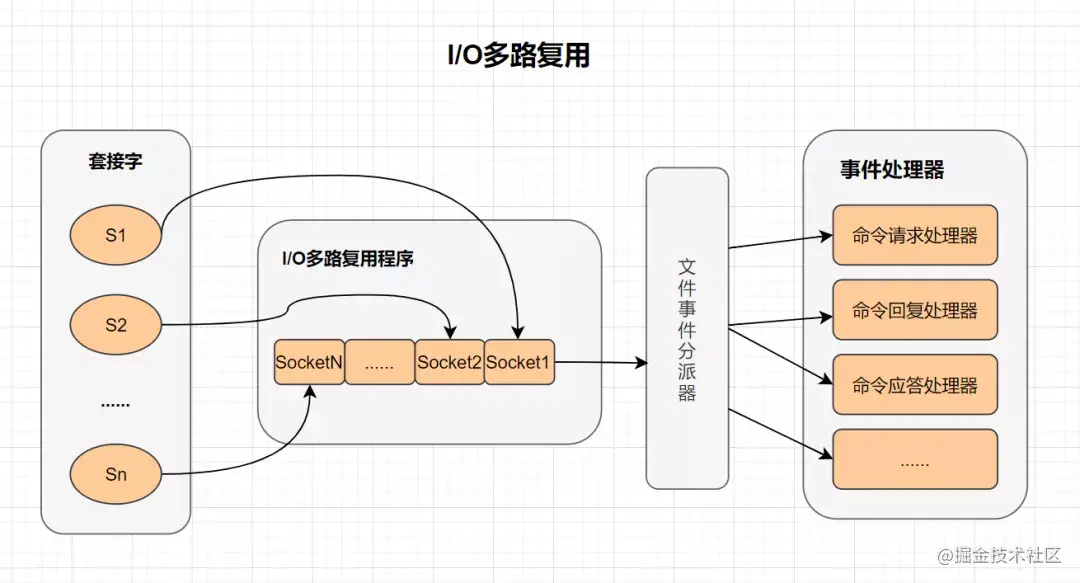 I/O多路复用
套接字
S1
S2
......
Sn
I/O多路复用程序
SocketN
......
Socket2
Socket1
文件事件分派器
事件处理器
命令请求处理器
命令回复处理器
命令应答处理器
......
@掘金技术社区